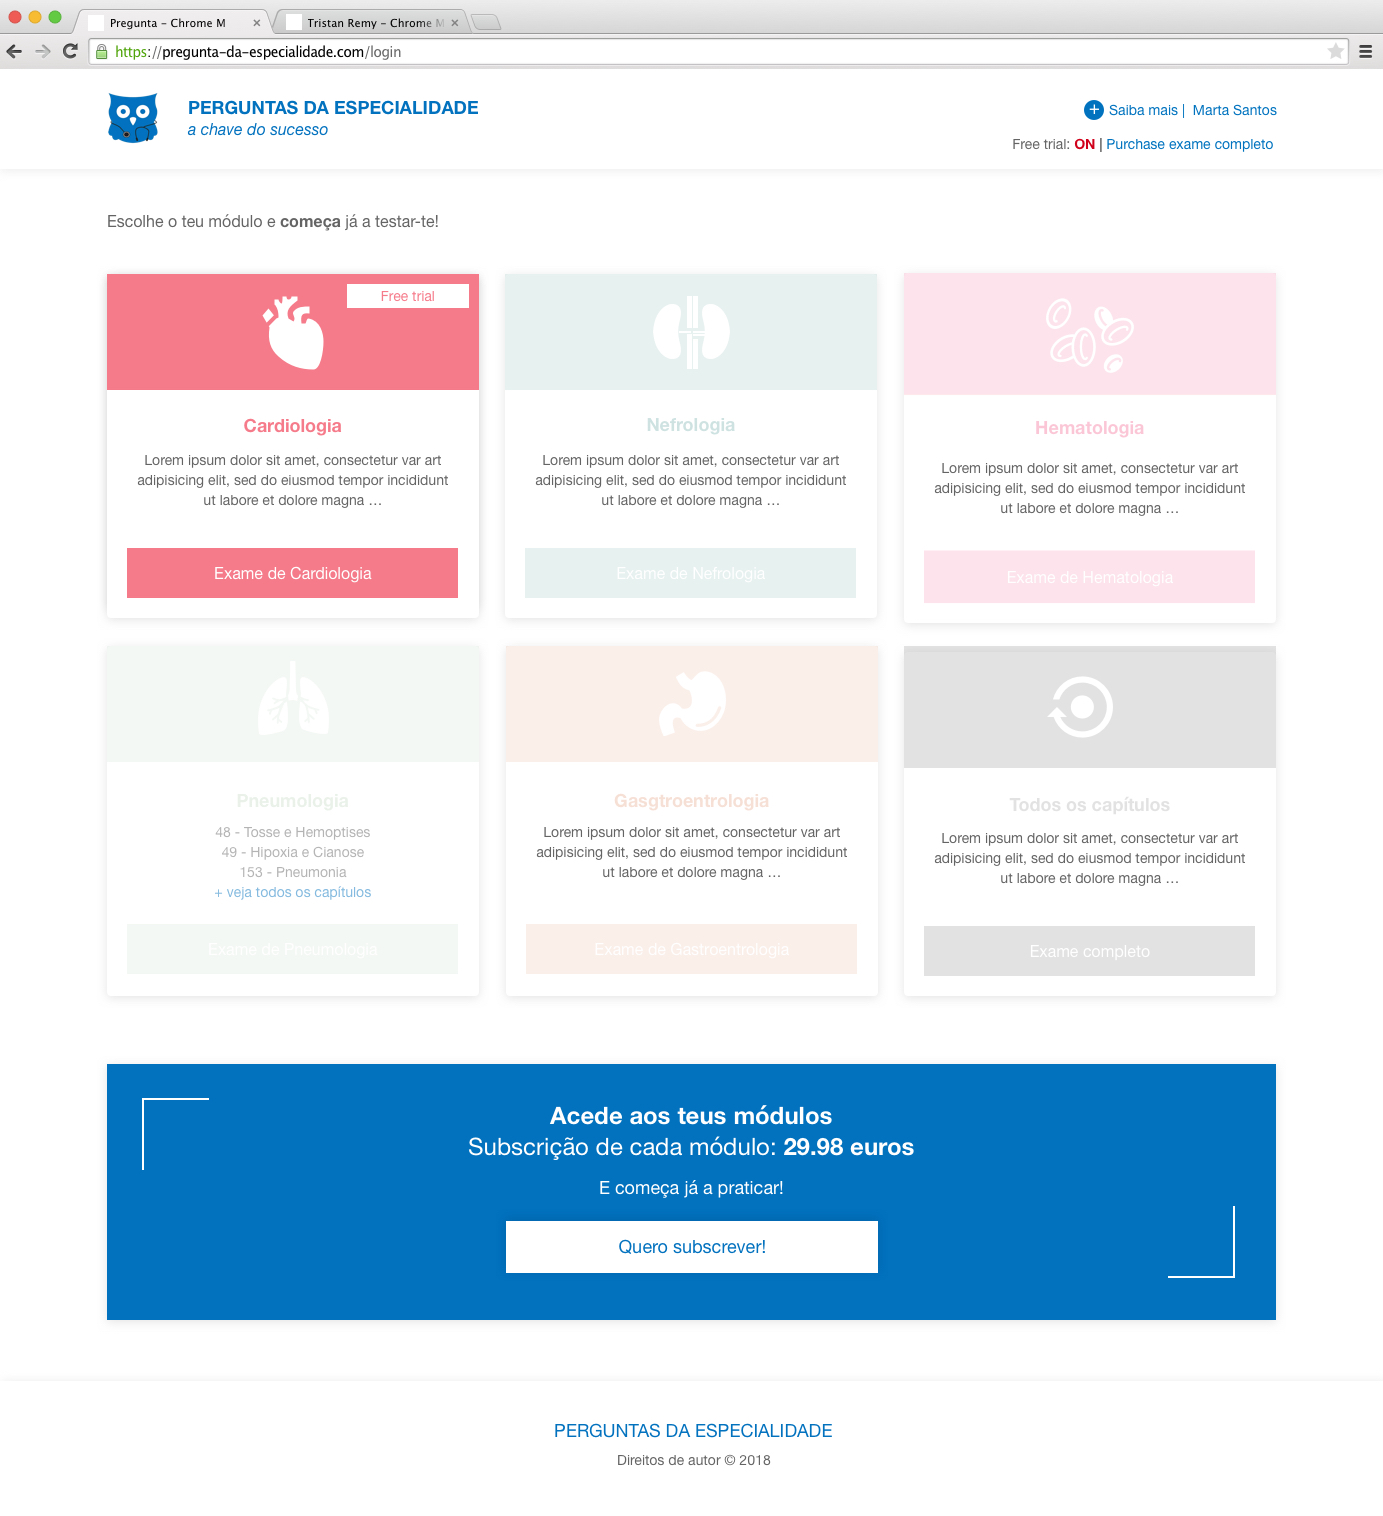 Pregunta – Chrome M
Tristan Remy – Chrome M
https://pregunta-da-especialidade.com/login
PERGUNTAS DA ESPECIALIDADE
a chave do sucesso
Saiba mais | Marta Santos
Free trial: ON | Purchase exame completo
Escolhe o teu módulo e começa já a testar-te!
Free trial
Cardiologia
Lorem ipsum dolor sit amet, consectetur var art
adipisicing elit, sed do eiusmod tempor incididunt
ut labore et dolore magna ...
Exame de Cardiologia
Nefrologia
Lorem ipsum dolor sit amet, consectetur var art
adipisicing elit, sed do eiusmod tempor incididunt
ut labore et dolore magna ...
Exame de Nefrologia
Hematologia
Lorem ipsum dolor sit amet, consectetur var art
adipisicing elit, sed do eiusmod tempor incididunt
ut labore et dolore magna ...
Exame de Hematologia
Pneumologia
48 - Tosse e Hemoptises
49 - Hipoxia e Cianose
153 - Pneumonia
+ veja todos os capítulos
Exame de Pneumologia
Gasgtroentrologia
Lorem ipsum dolor sit amet, consectetur var art
adipisicing elit, sed do eiusmod tempor incididunt
ut labore et dolore magna ...
Exame de Gastroentrologia
Todos os capítulos
Lorem ipsum dolor sit amet, consectetur var art
adipisicing elit, sed do eiusmod tempor incididunt
ut labore et dolore magna ...
Exame completo
Acede aos teus módulos
Subscrição de cada módulo: 29.98 euros
E começa já a praticar!
Quero subscrever!
PERGUNTAS DA ESPECIALIDADE
Direitos de autor © 2018